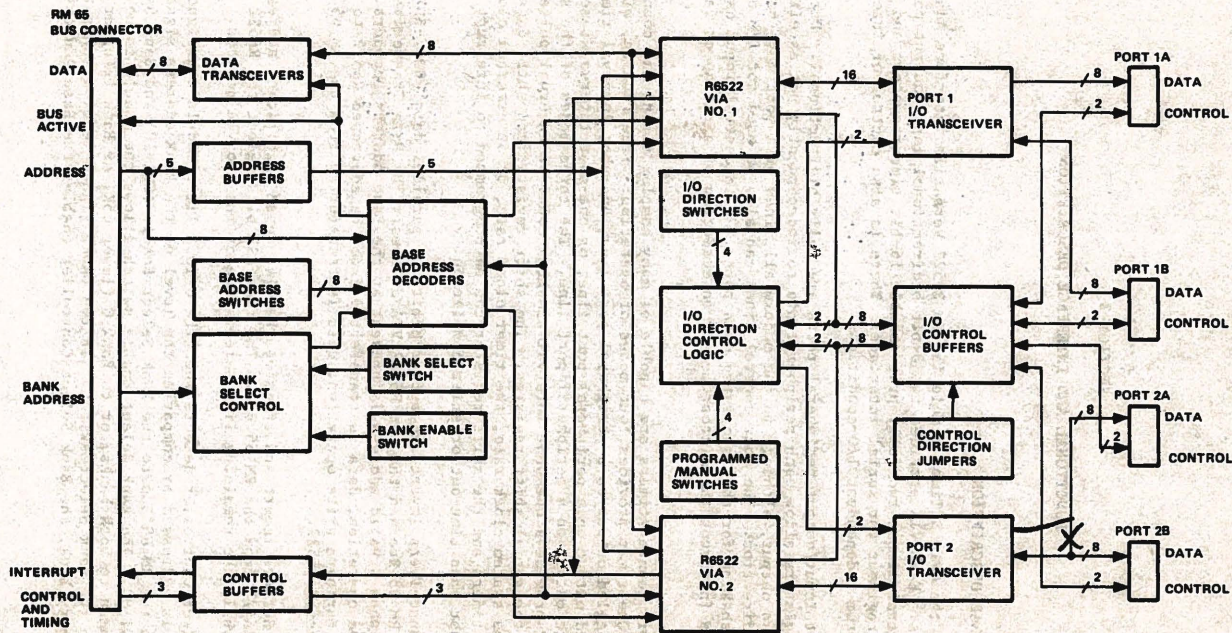 RM 65
BUS CONNECTOR
DATA
8
DATA
TRANSCEIVERS
8
BUS
ACTIVE
ADDRESS
5
ADDRESS
BUFFERS
5
8
BASE
ADDRESS
SWITCHES
8
BASE
ADDRESS
DECODERS
BANK
ADDRESS
BANK
SELECT
CONTROL
BANK SELECT
SWITCH
BANK ENABLE
SWITCH
INTERRUPT
CONTROL
AND
TIMING
3
CONTROL
BUFFERS
3
R6522
VIA
NO. 1
16
2
I/O
DIRECTION
SWITCHES
4
I/O
DIRECTION
CONTROL
LOGIC
2
8
2
8
4
PROGRAMMED
/MANUAL
SWITCHES
R6522
VIA
NO. 2
2
16
PORT 1
I/O
TRANSCEIVER
I/O
CONTROL
BUFFERS
CONTROL
DIRECTION
JUMPERS
PORT 2
I/O
TRANSCEIVER
X
PORT 1A
8
DATA
2
CONTROL
PORT 1B
8
DATA
2
CONTROL
PORT 2A
8
DATA
2
CONTROL
PORT 2B
8
DATA
2
CONTROL